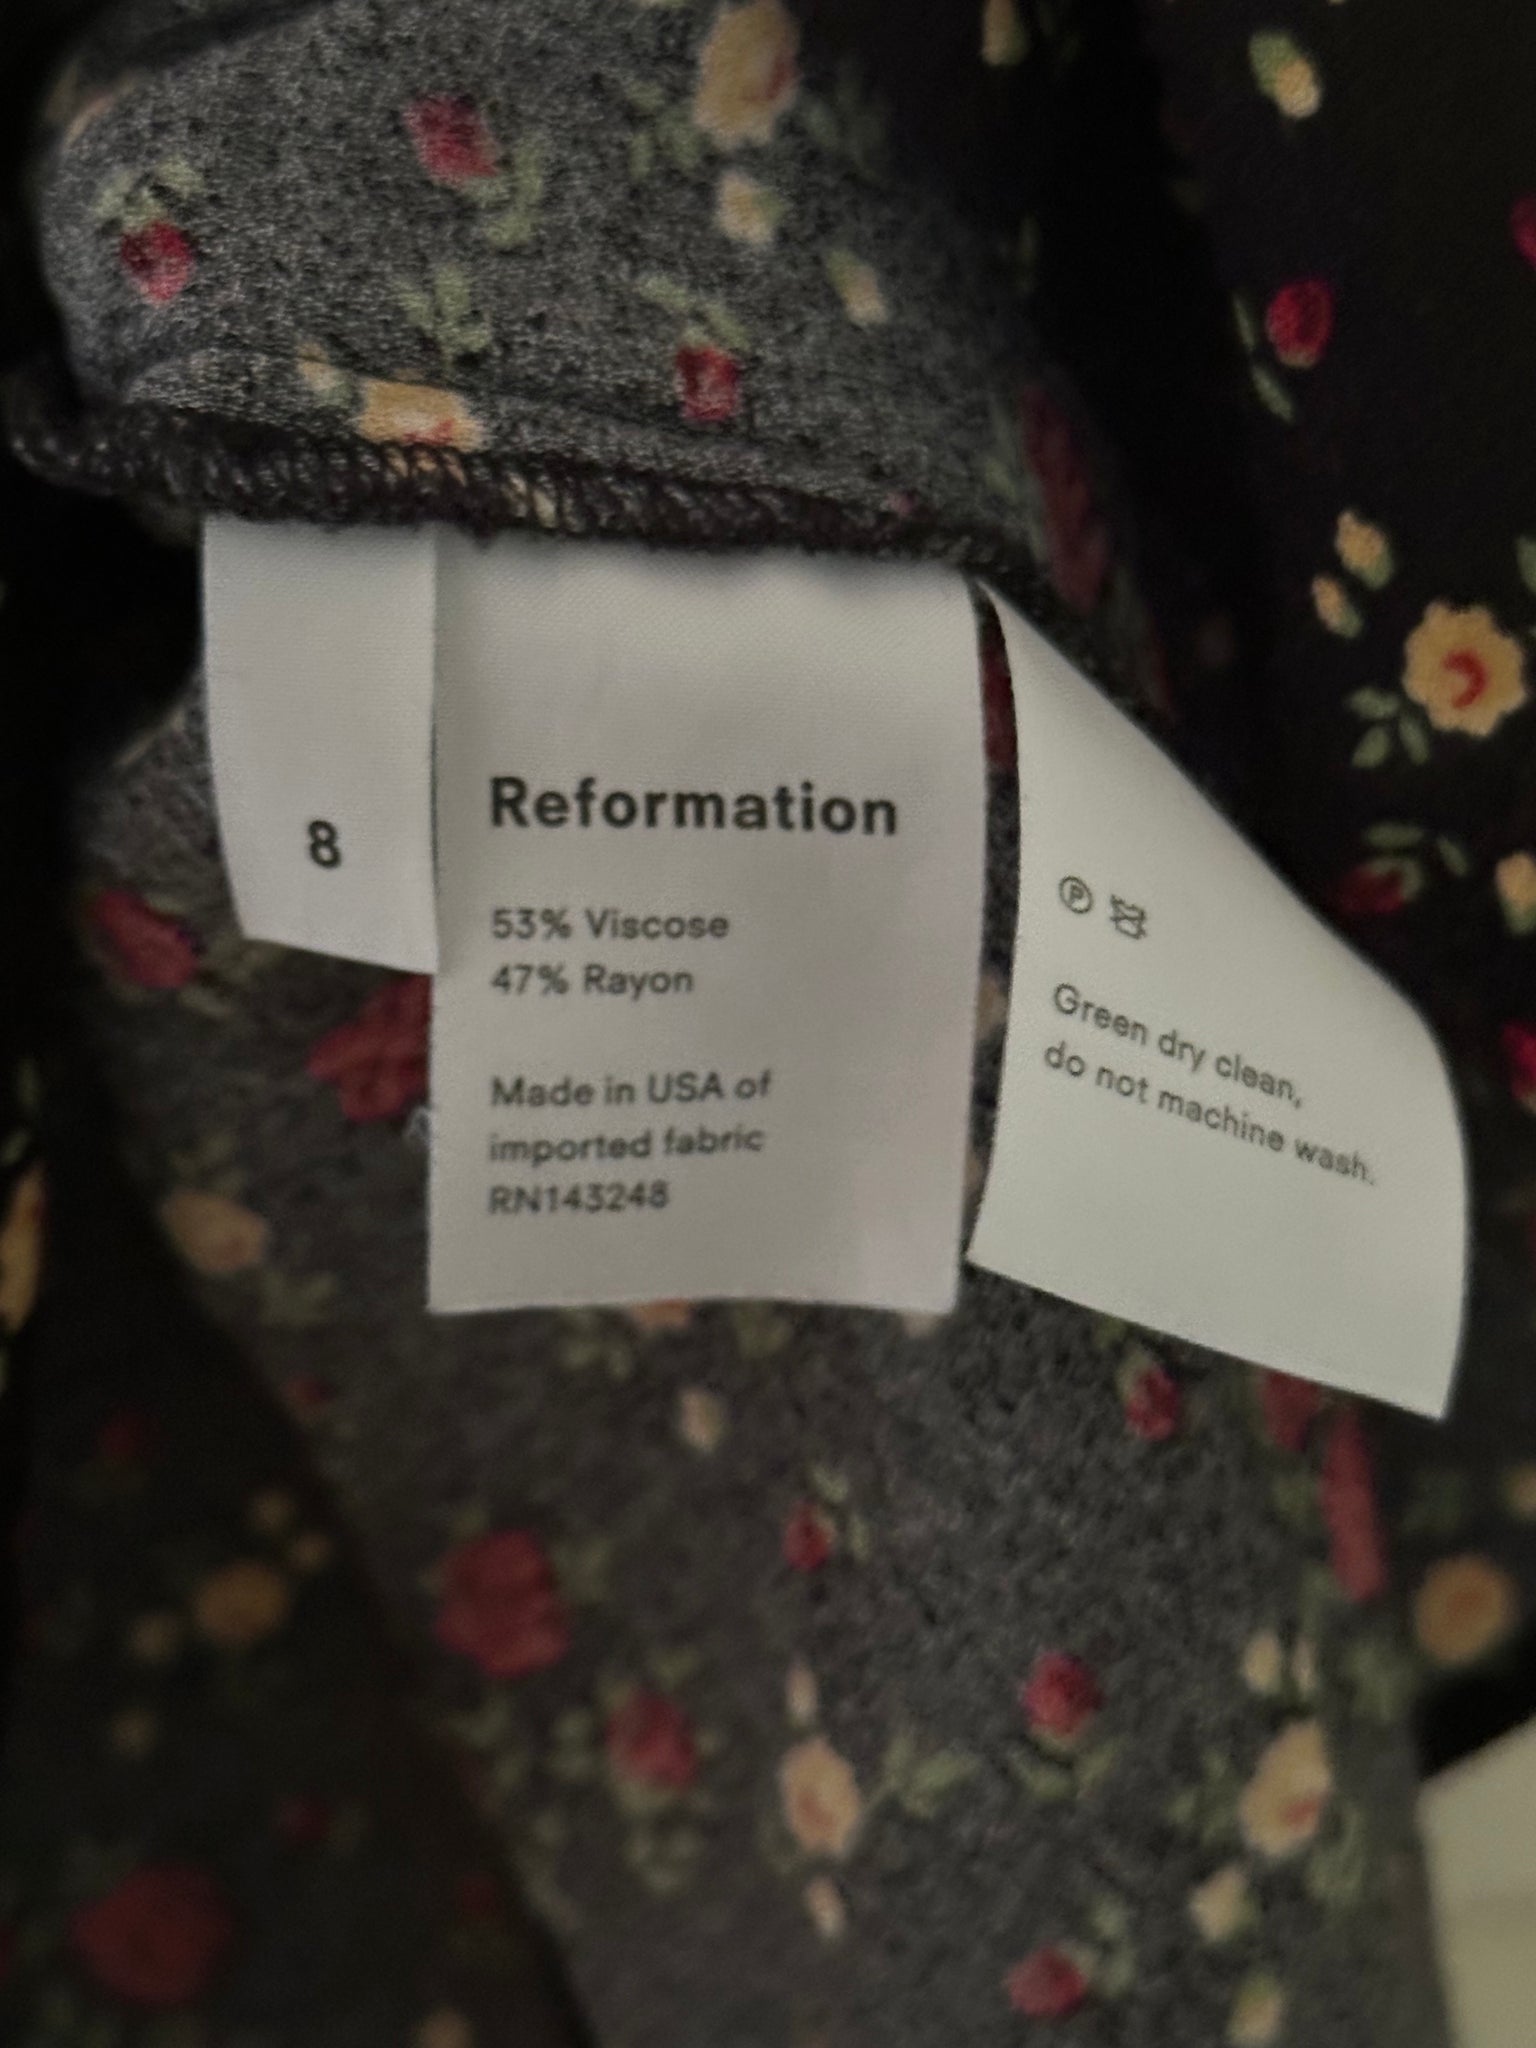 8
Reformation
53% Viscose
47% Rayon
Made in USA of
imported fabric
RN143248
P
Green dry clean,
do not machine wash.